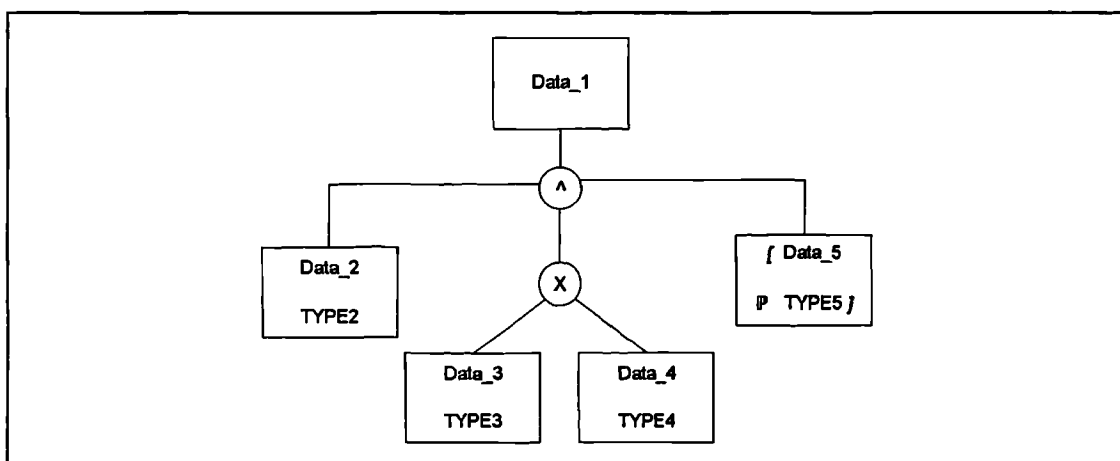 Data_1
^
Data_2
TYPE2
X
[ Data_5
ℙ TYPE5 ]
Data_3
TYPE3
Data_4
TYPE4